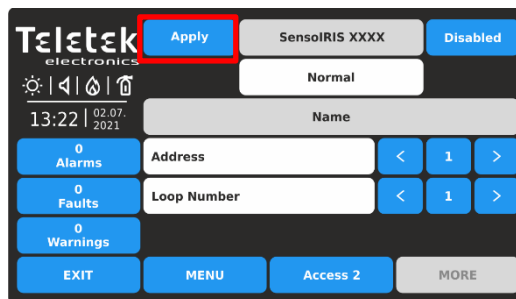 Teletek
electronics
Apply
SensoIRIS XXXX
Disabled
Normal
13:22
02.07.
2021
Name
0
Alarms
Address
<
1
>
0
Faults
Loop Number
<
1
>
0
Warnings
EXIT
MENU
Access 2
MORE